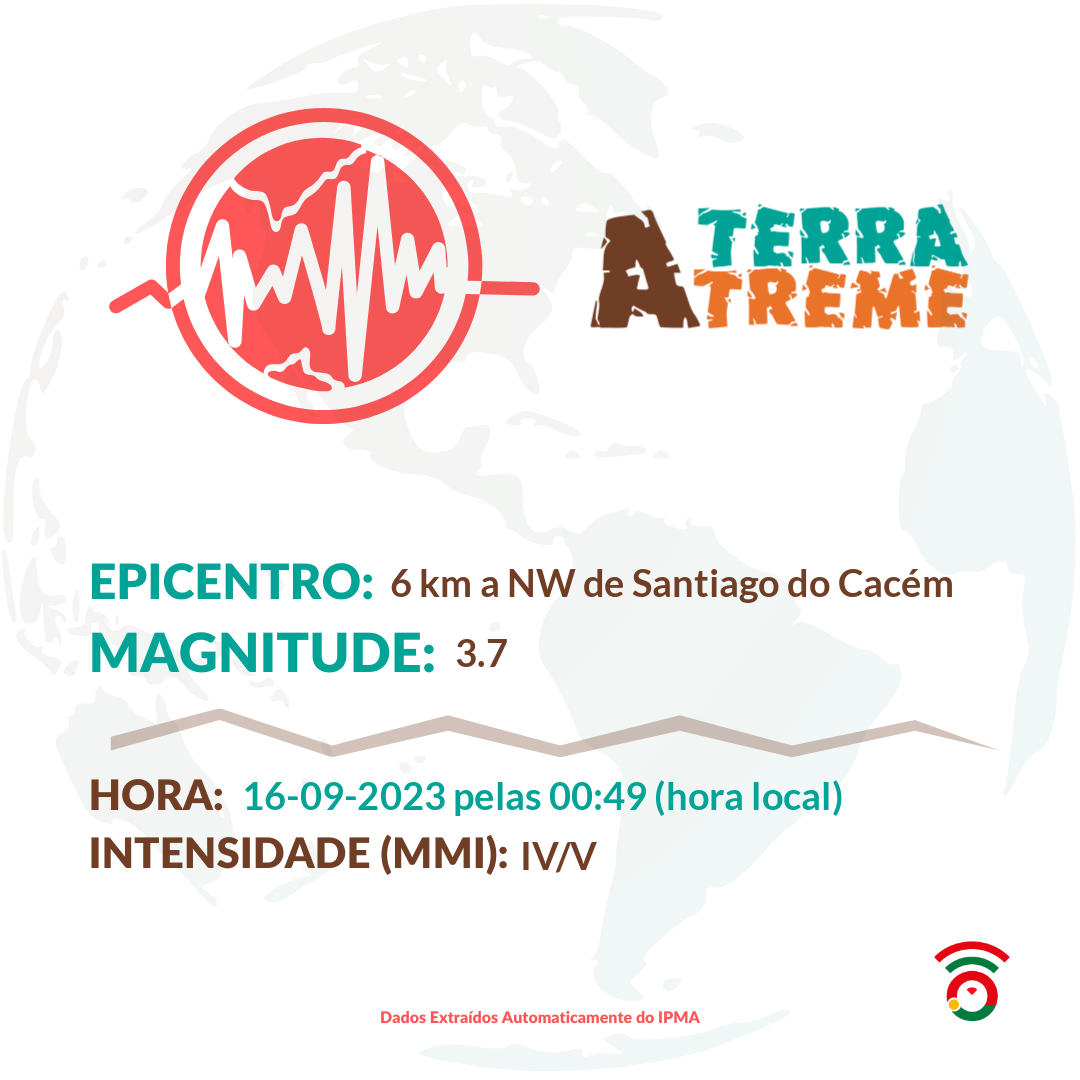 A TERRA
TREME
EPICENTRO: 6 km a NW de Santiago do Cacém
MAGNITUDE: 3.7
HORA: 16-09-2023 pelas 00:49 (hora local)
INTENSIDADE (MMI): IV/V
Dados Extraídos Automaticamente do IPMA